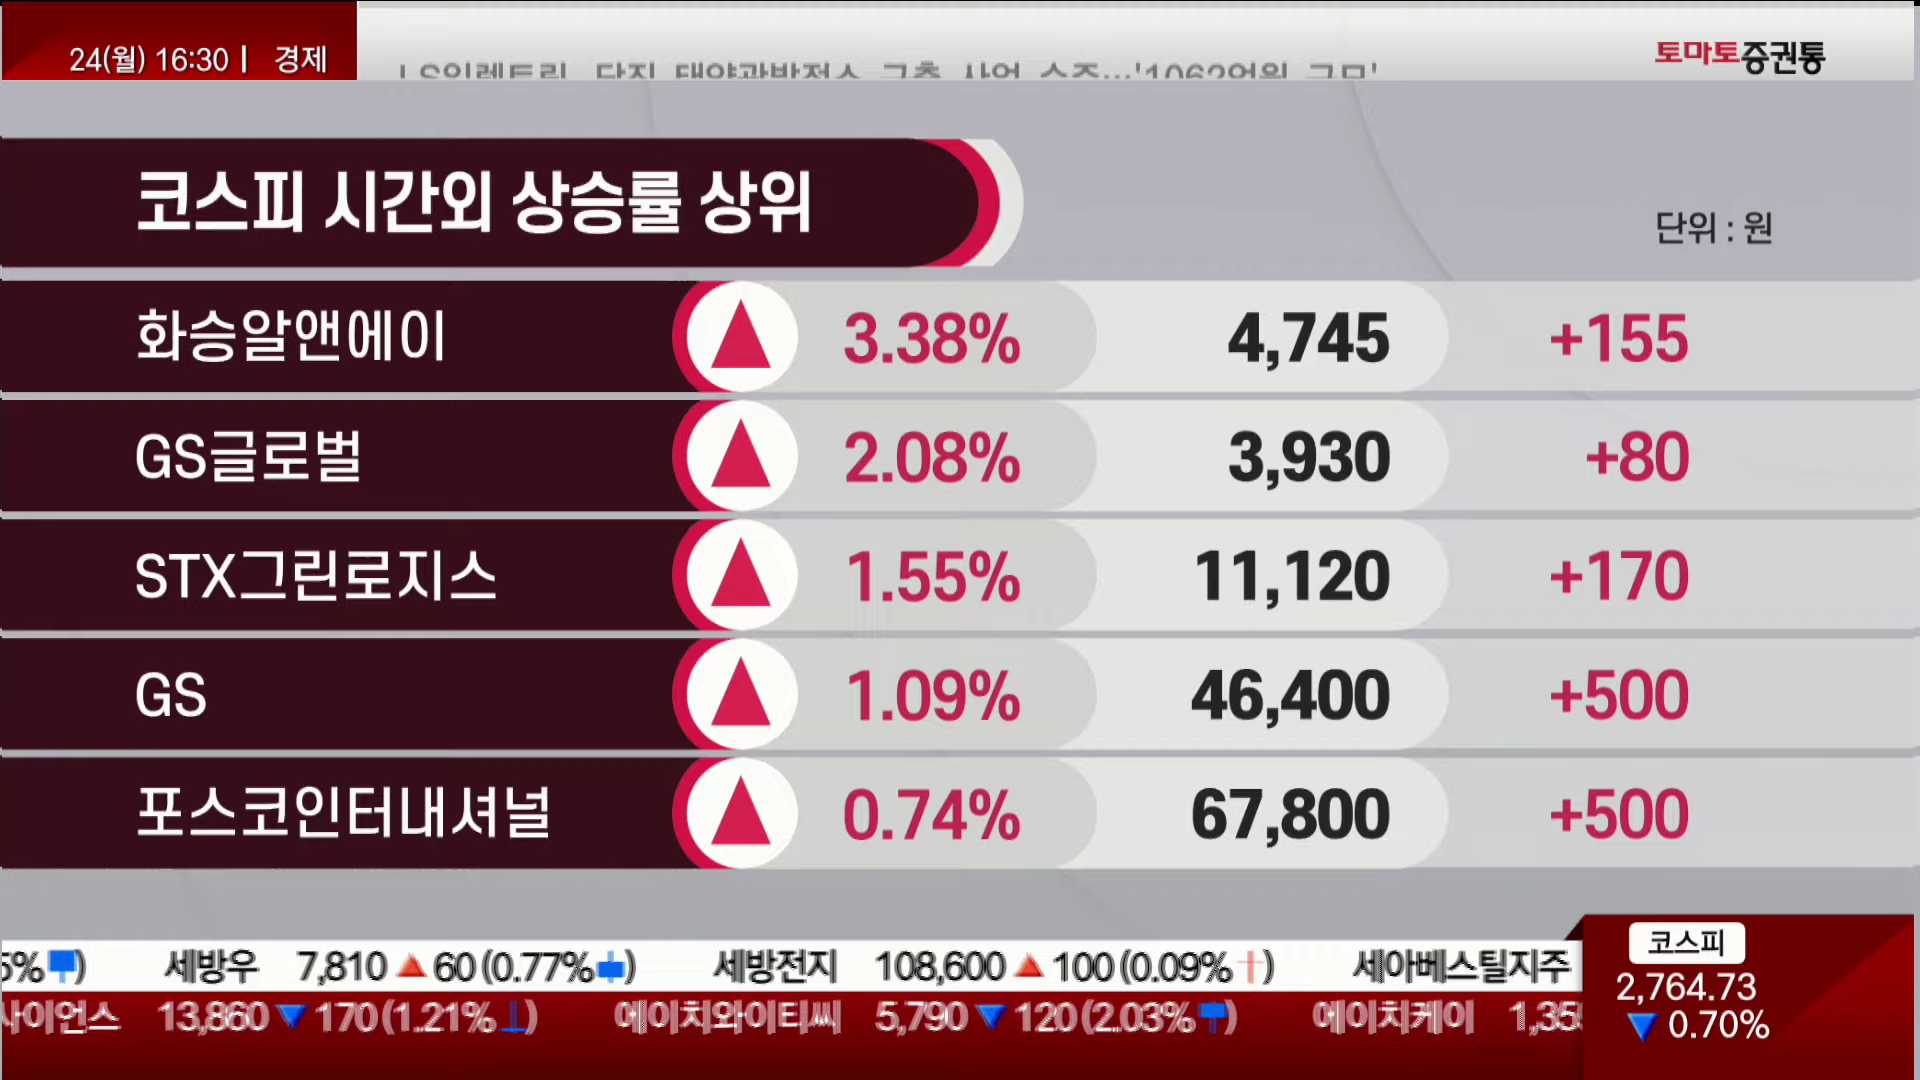 24(월) 16:30 | 경제
토마토증권통
코스피 시간외 상승률 상위
단위 : 원
화승알앤에이 ▲ 3.38% 4,745 +155
GS글로벌 ▲ 2.08% 3,930 +80
STX그린로지스 ▲ 1.55% 11,120 +170
GS ▲ 1.09% 46,400 +500
포스코인터내셔널 ▲ 0.74% 67,800 +500
5% ) 세방우 7,810 ▲ 60 (0.77% ) 세방전지 108,600 ▲ 100 (0.09% ) 세아베스틸지주
사이언스 13,860 ▼ 170 (1.21% ) 에이치와이티씨 5,790 ▼ 120 (2.03% ) 에이치케이 1,35
코스피
2,764.73
▼ 0.70%